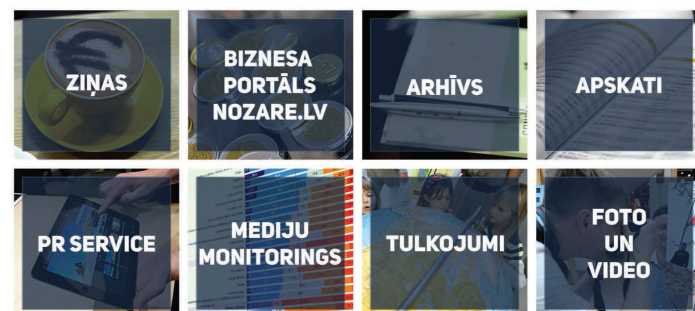 ZIŅAS
BIZNESA
PORTĀLS
NOZARE.LV
ARHĪVS
APSKATI
PR SERVICE
MEDIJU
MONITORINGS
TULKOJUMI
FOTO
UN
VIDEO